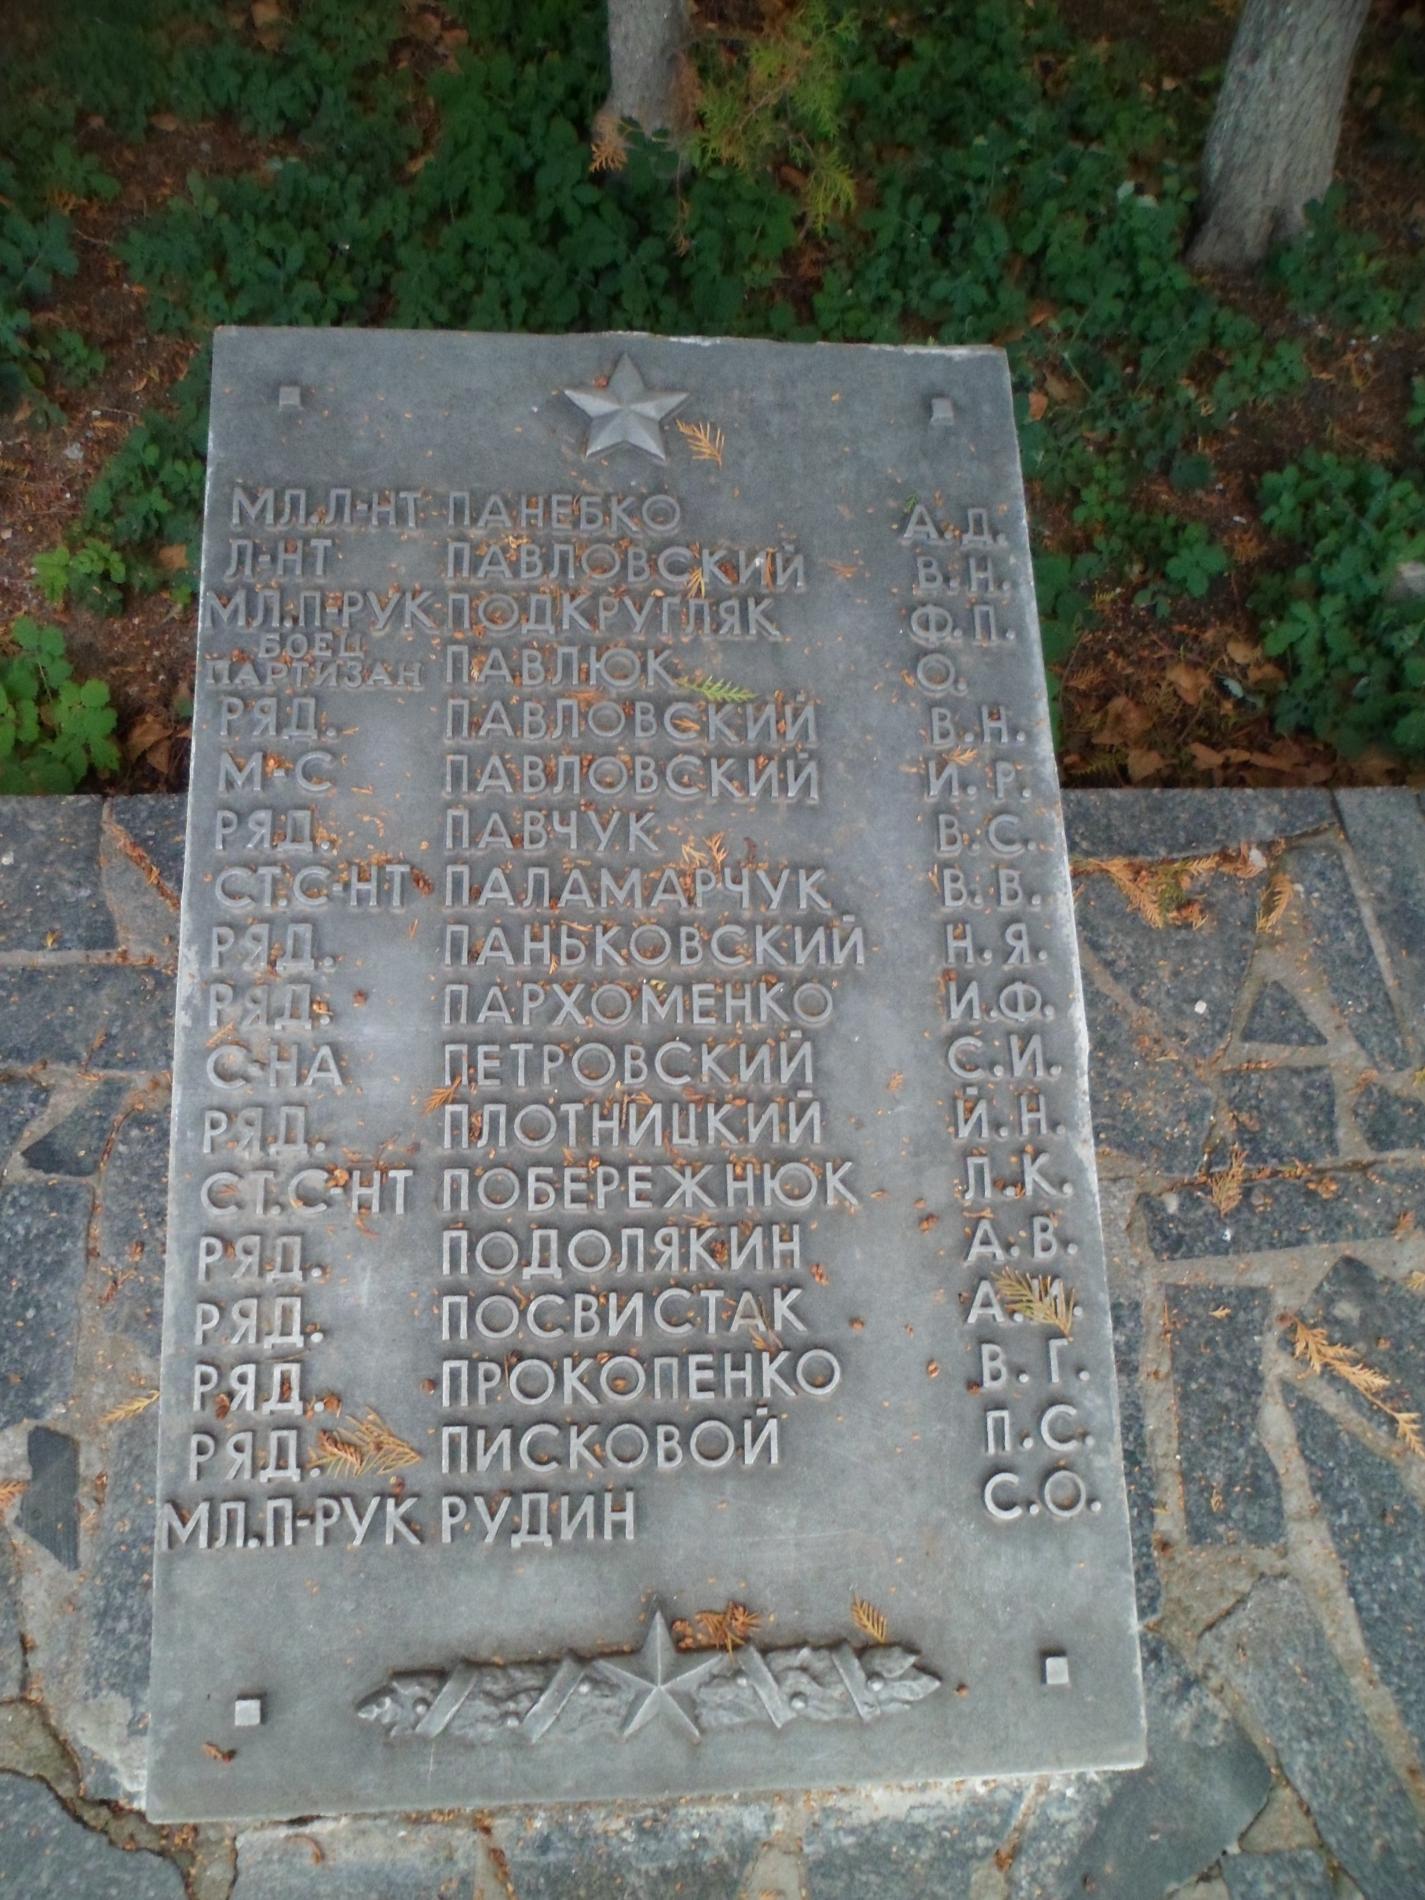 МЛ.Л-НТ ПАНЕБКО А.Д.
Л-НТ ПАВЛОВСКИЙ В.Н.
МЛ.П-РУК ПОДКРУГЛЯК Ф.П.
БОЕЦ
ПАРТИЗАН ПАВЛЮК О.
РЯД. ПАВЛОВСКИЙ В.Н.
М-С ПАВЛОВСКИЙ И.Р.
РЯД. ПАВЧУК В.С.
СТ.С-НТ ПАЛАМАРЧУК В.В.
РЯД. ПАНЬКОВСКИЙ Н.Я.
РЯД. ПАРХОМЕНКО И.Ф.
С-НА ПЕТРОВСКИЙ С.И.
РЯД. ПЛОТНИЦКИЙ Й.Н.
СТ.С-НТ ПОБЕРЕЖНЮК Л.К.
РЯД. ПОДОЛЯКИН А.В.
РЯД. ПОСВИСТАК А.И.
РЯД. ПРОКОПЕНКО В.Г.
РЯД. ПИСКОВОЙ П.С.
МЛ.П-РУК РУДИН С.О.